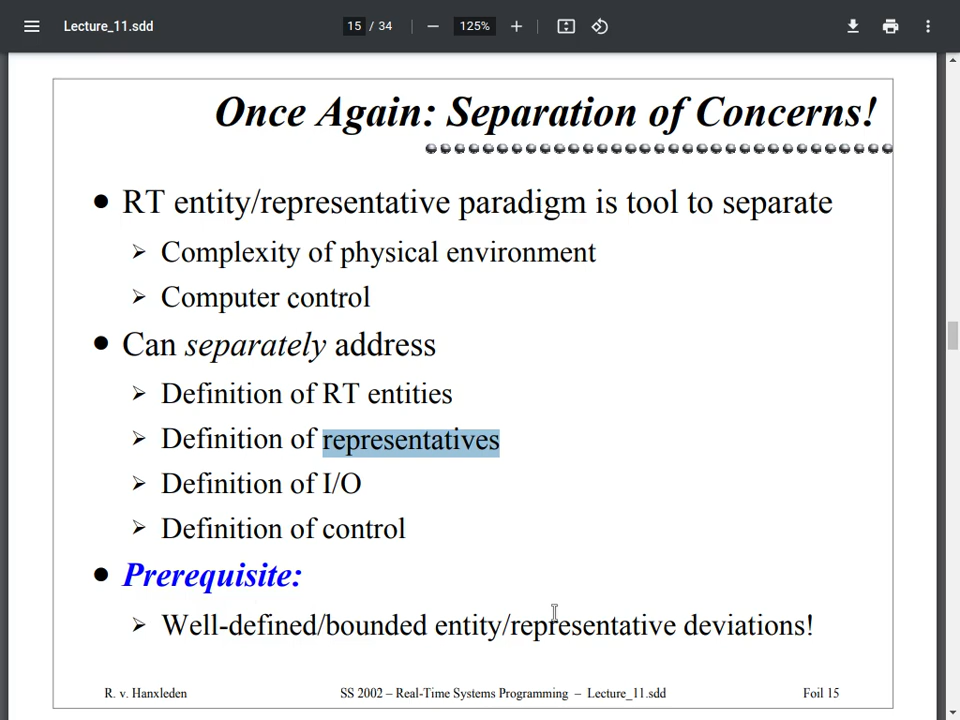 Lecture_11.sdd
15 / 34
125%
Once Again: Separation of Concerns!
RT entity/representative paradigm is tool to separate
Complexity of physical environment
Computer control
Can separately address
Definition of RT entities
Definition of representatives
Definition of I/O
Definition of control
Prerequisite:
Well-defined/bounded entity/representative deviations!
R. v. Hanxleden
SS 2002 – Real-Time Systems Programming – Lecture_11.sdd
Foil 15